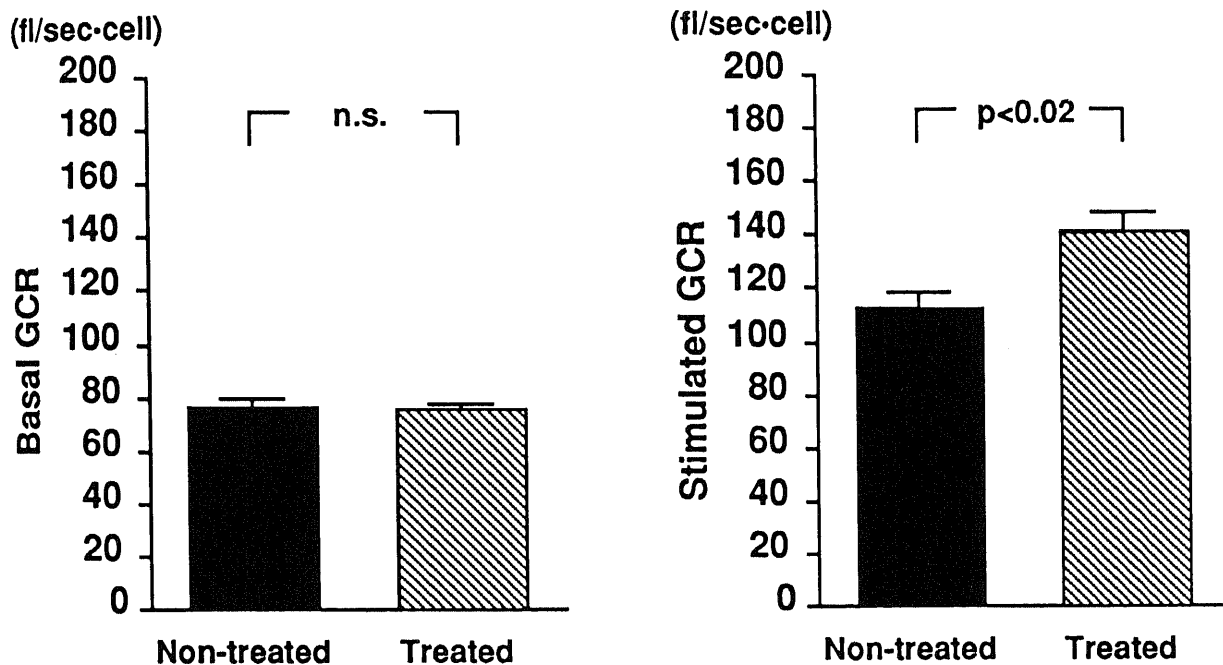 (fl/sec·cell)
200
180
160
140
120
100
80
60
40
20
0
Basal GCR
n.s.
Non-treated
Treated
(fl/sec·cell)
200
180
160
140
120
100
80
60
40
20
0
Stimulated GCR
p<0.02
Non-treated
Treated